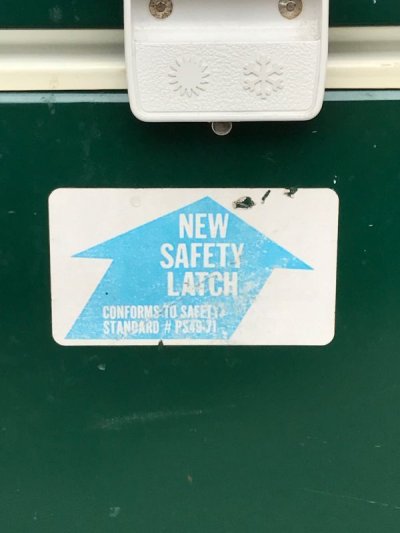 NEW
SAFETY
LATCH
CONFORMS TO SAFETY
STANDARD # PS49-71